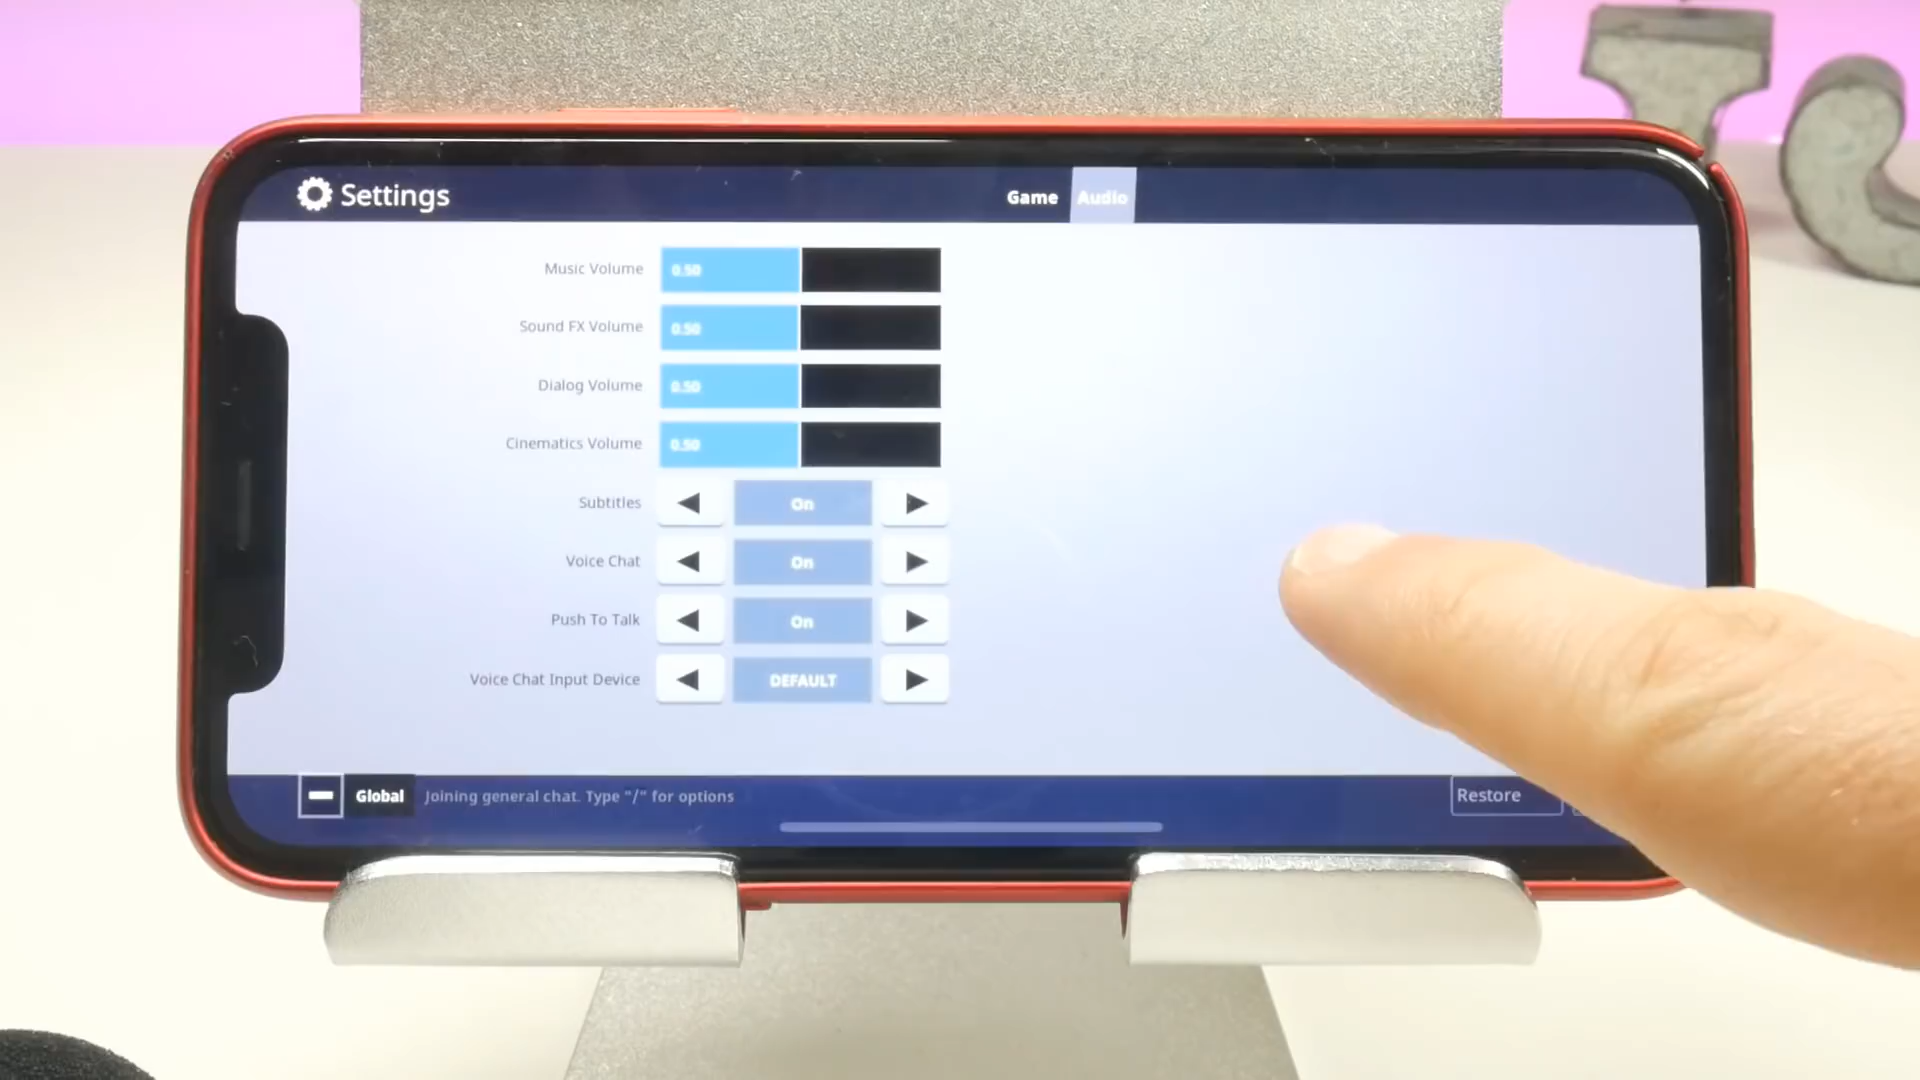 Settings
Game Audio
Music Volume 0.50
Sound FX Volume 0.50
Dialog Volume 0.50
Cinematics Volume 0.50
Subtitles On
Voice Chat On
Push To Talk On
Voice Chat Input Device DEFAULT
Global Joining general chat. Type "/" for options
Restore